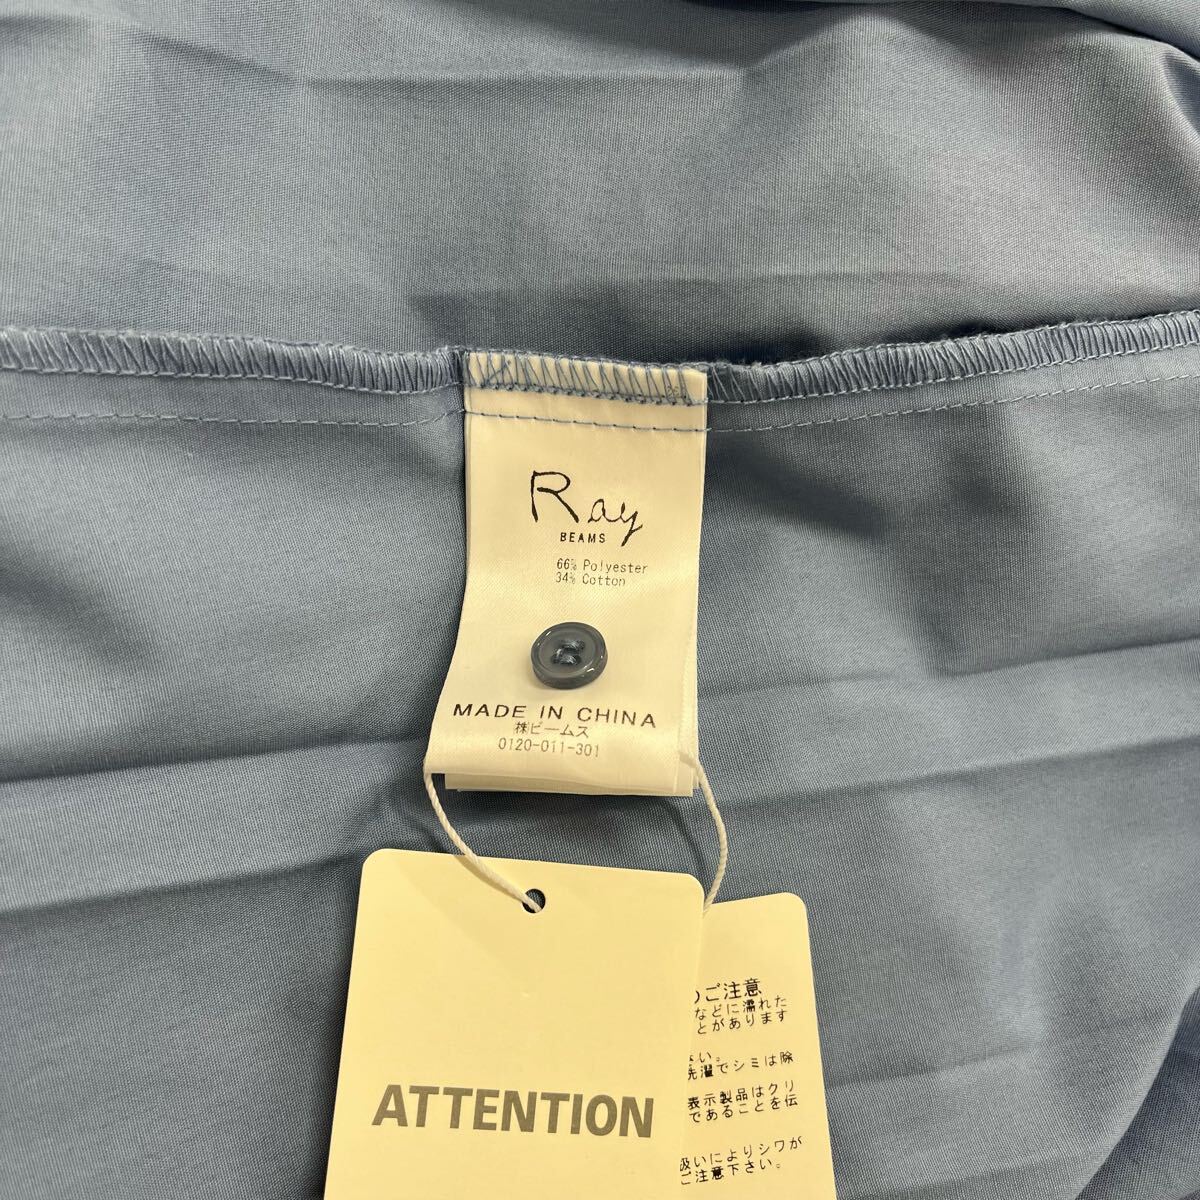 Ray
BEAMS
66% Polyester
34% Cotton
MADE IN CHINA
㈱ビームス
0120-011-301
ATTENTION
ご注意
などに濡れた
とがあります
い。
洗濯でシミは除
表示製品はクリ
であることを伝
扱いによりシワが
ご注意下さい。